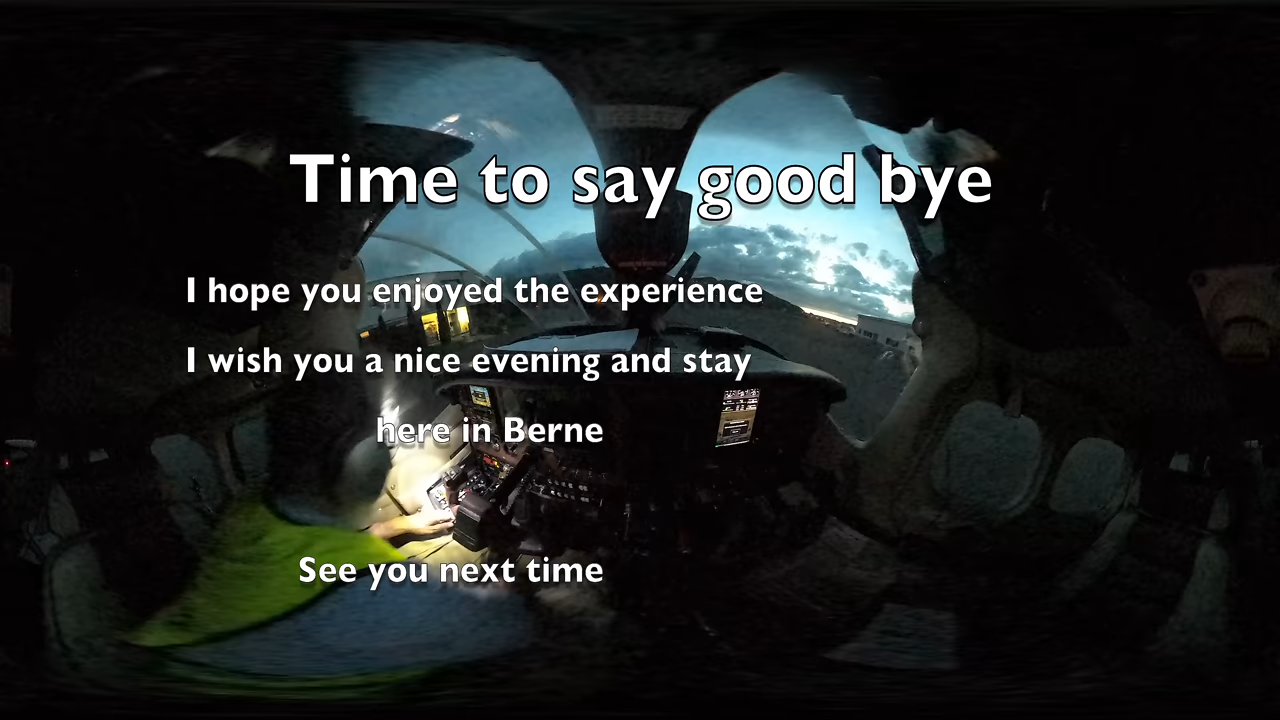 Time to say good bye
I hope you enjoyed the experience
I wish you a nice evening and stay
here in Berne
See you next time